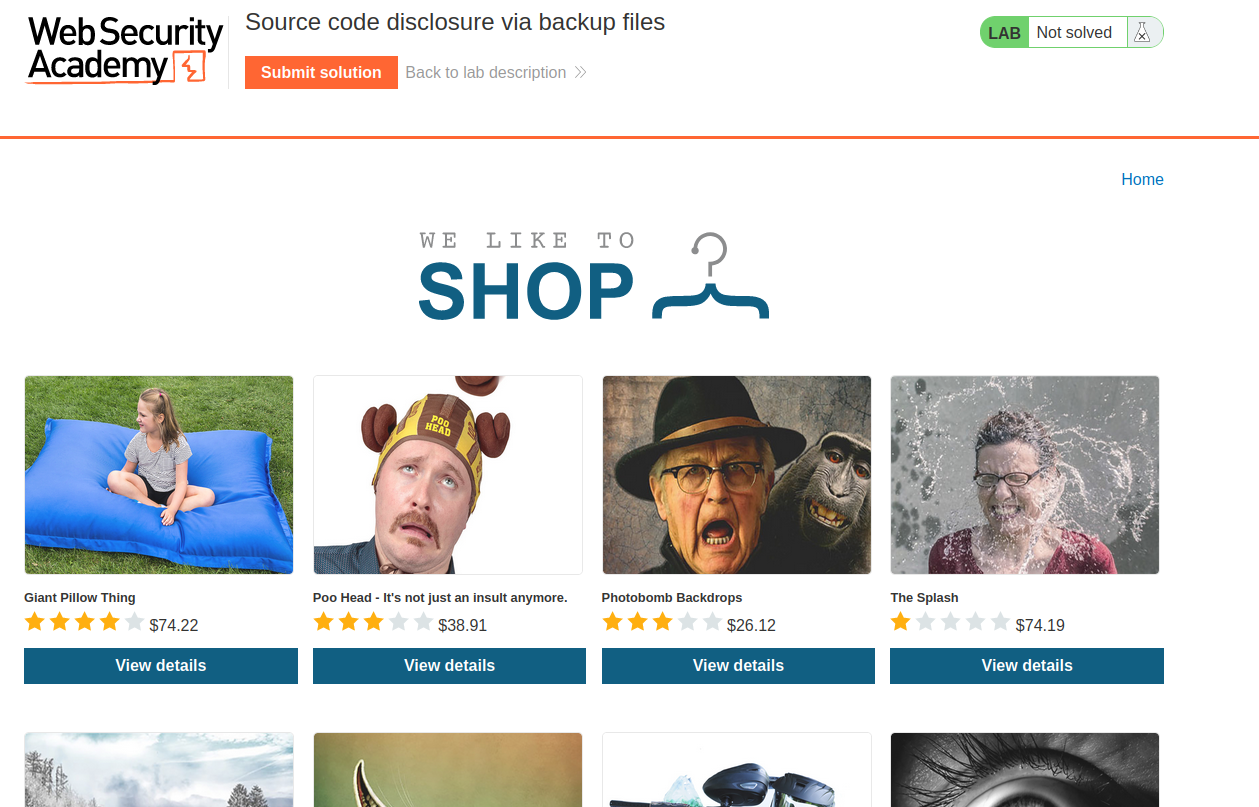 Web Security
Academy
Source code disclosure via backup files
Submit solution
Back to lab description
LAB
Not solved
Home
WE LIKE TO
SHOP
POO
HEAD
Giant Pillow Thing
$74.22
View details
Poo Head - It's not just an insult anymore.
$38.91
View details
Photobomb Backdrops
$26.12
View details
The Splash
$74.19
View details